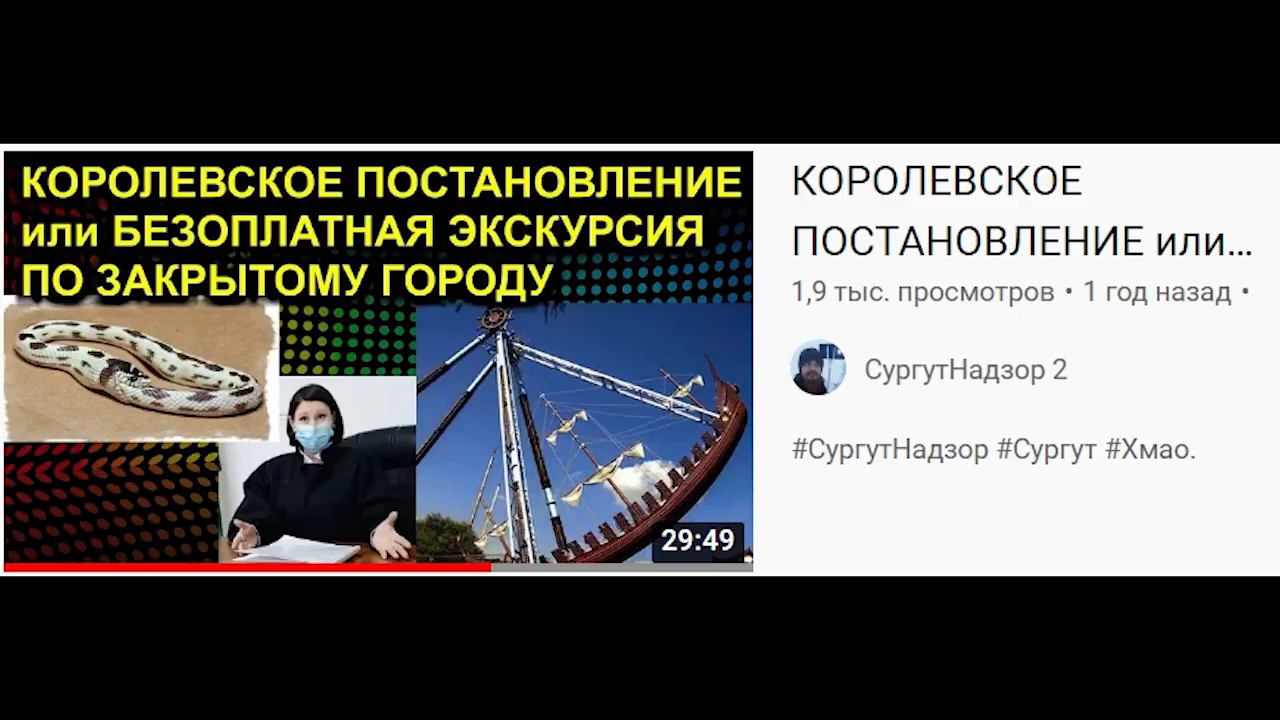 КОРОЛЕВСКОЕ ПОСТАНОВЛЕНИЕ
или БЕЗОПЛАТНАЯ ЭКСКУРСИЯ
ПО ЗАКРЫТОМУ ГОРОДУ
29:49
КОРОЛЕВСКОЕ
ПОСТАНОВЛЕНИЕ или...
1,9 тыс. просмотров • 1 год назад •
СургутНадзор 2
#СургутНадзор #Сургут #Хмао.